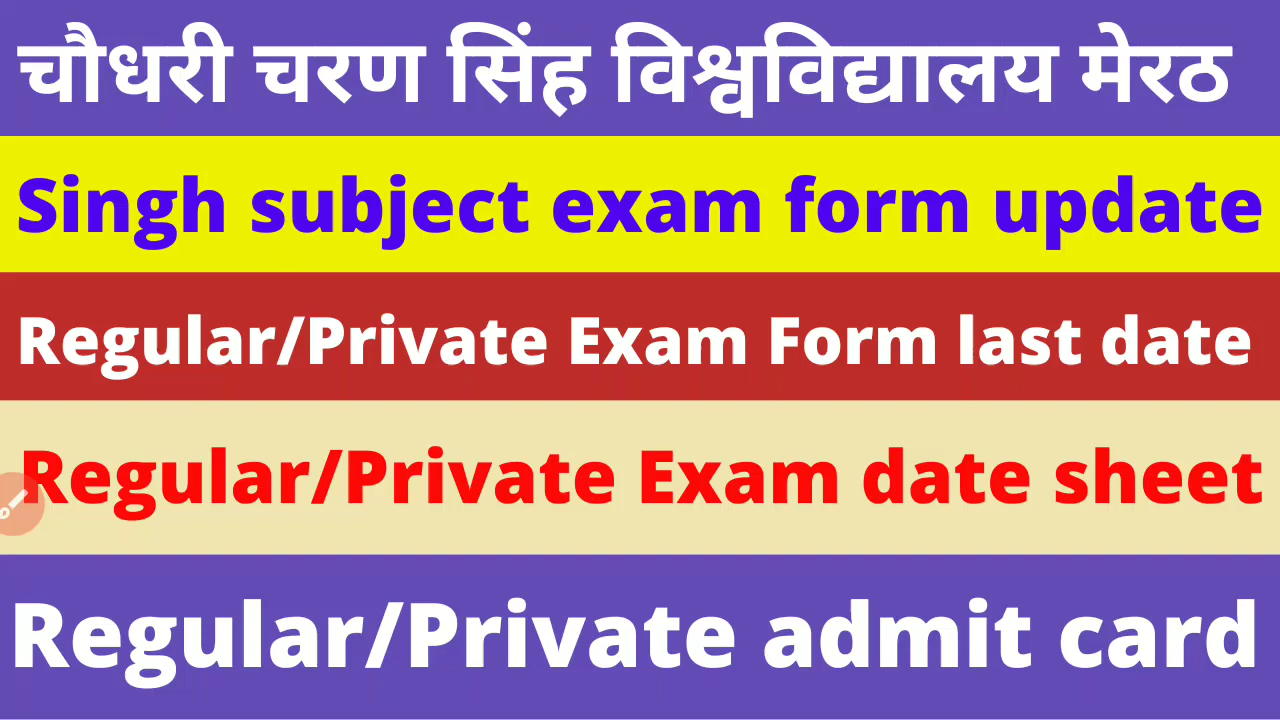 चौधरी चरण सिंह विश्वविद्यालय मेरठ
Singh subject exam form update
Regular/Private Exam Form last date
Regular/Private Exam date sheet
Regular/Private admit card